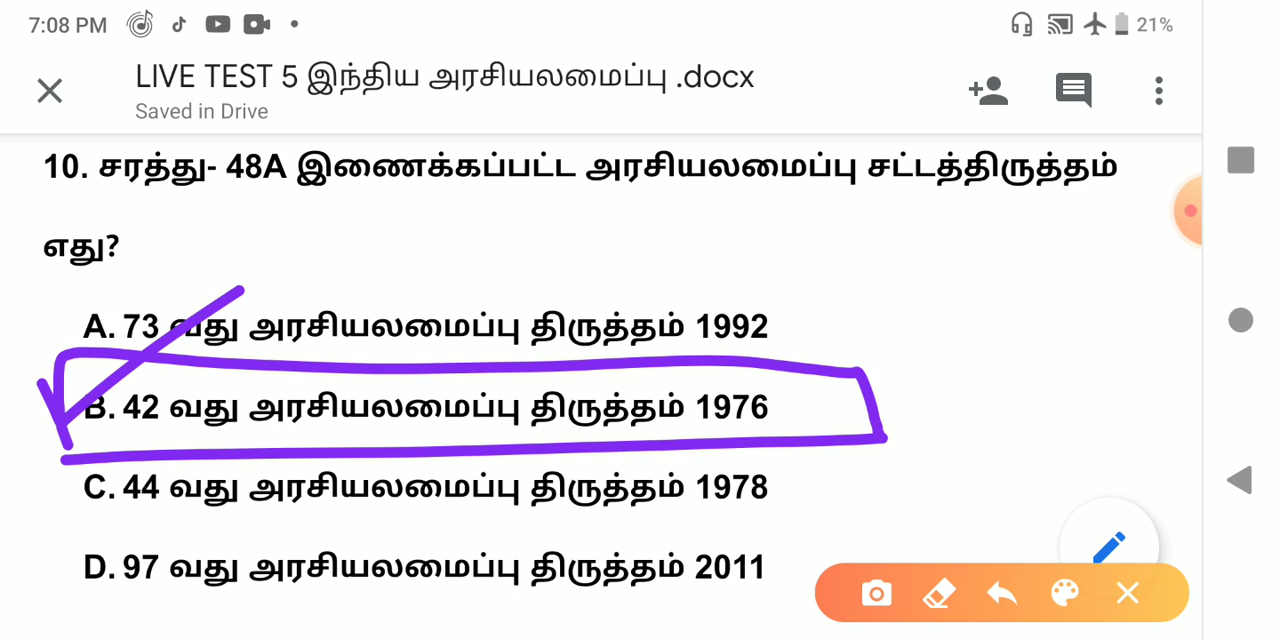 7:08 PM
21%
LIVE TEST 5 இந்திய அரசியலமைப்பு .docx
Saved in Drive
10. சரத்து- 48A இணைக்கப்பட்ட அரசியலமைப்பு சட்டத்திருத்தம்
எது?
A. 73 வது அரசியலமைப்பு திருத்தம் 1992
B. 42 வது அரசியலமைப்பு திருத்தம் 1976
C. 44 வது அரசியலமைப்பு திருத்தம் 1978
D. 97 வது அரசியலமைப்பு திருத்தம் 2011